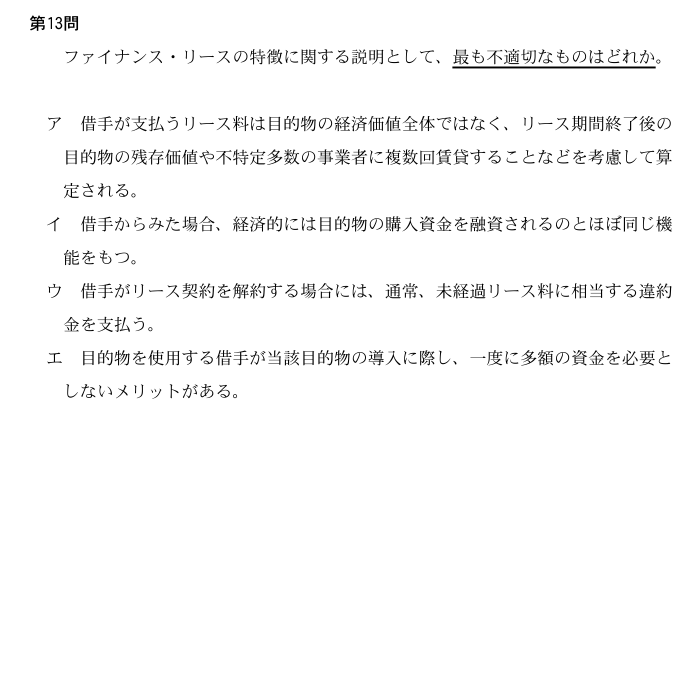 第13問
ファイナンス・リースの特徴に関する説明として、最も不適切なものはどれか。
ア　借手が支払うリース料は目的物の経済価値全体ではなく、リース期間終了後の
目的物の残存価値や不特定多数の事業者に複数回賃貸することなどを考慮して算
定される。
イ　借手からみた場合、経済的には目的物の購入資金を融資されるのとほぼ同じ機
能をもつ。
ウ　借手がリース契約を解約する場合には、通常、未経過リース料に相当する違約
金を支払う。
エ　目的物を使用する借手が当該目的物の導入に際し、一度に多額の資金を必要と
しないメリットがある。